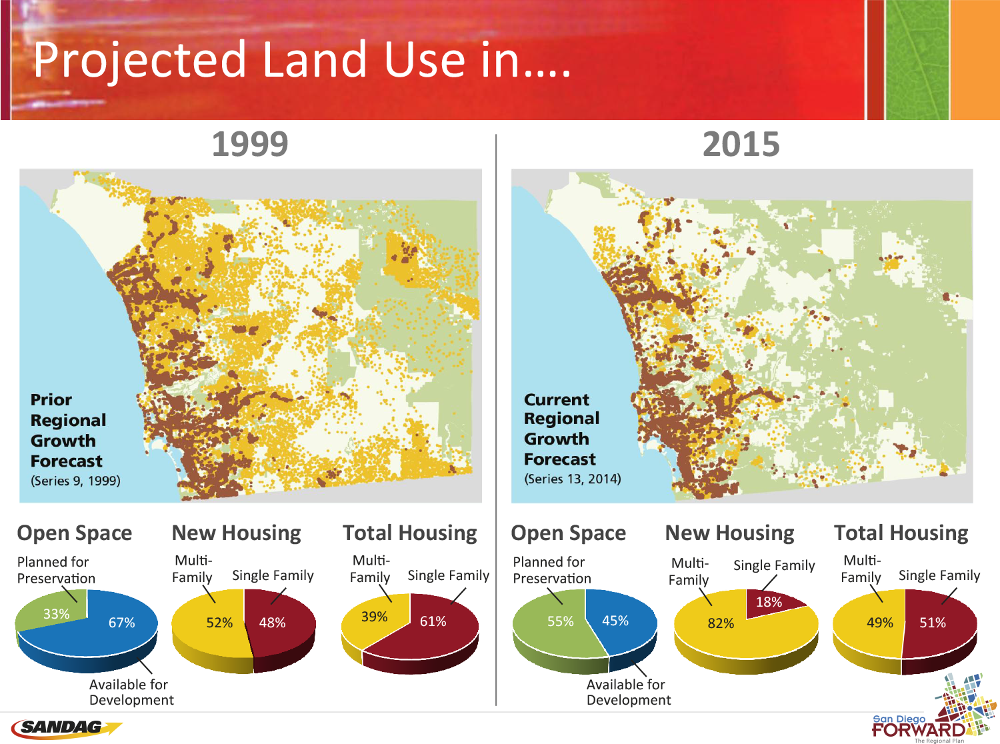 Projected Land Use in....
1999
2015
Prior
Regional
Growth
Forecast
(Series 9, 1999)
Current
Regional
Growth
Forecast
(Series 13, 2014)
Open Space
New Housing
Total Housing
Planned for
Preservation
33%
67%
Available for
Development
Multi-
Family
Single Family
52%
48%
Multi-
Family
Single Family
39%
61%
Open Space
New Housing
Total Housing
Planned for
Preservation
55%
45%
Available for
Development
Multi-
Family
Single Family
82%
18%
Multi-
Family
Single Family
49%
51%
SANDAG
San Diego
FORWARD
The Regional Plan